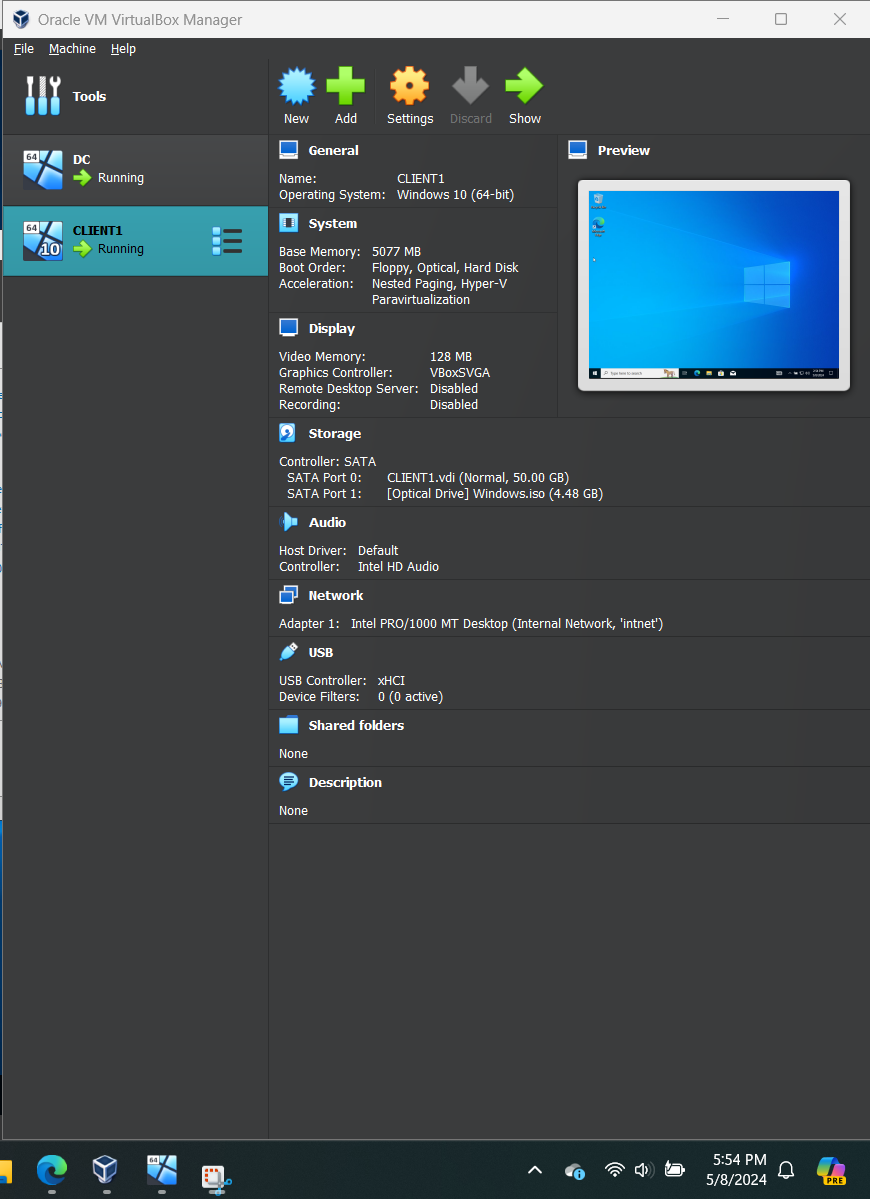 Oracle VM VirtualBox Manager
File Machine Help
Tools
New Add Settings Discard Show
64
DC
Running
64
10
CLIENT1
Running
General
Name: CLIENT1
Operating System: Windows 10 (64-bit)
System
Base Memory: 5077 MB
Boot Order: Floppy, Optical, Hard Disk
Acceleration: Nested Paging, Hyper-V
Paravirtualization
Display
Video Memory: 128 MB
Graphics Controller: VBoxSVGA
Remote Desktop Server: Disabled
Recording: Disabled
Preview
Type here to search
Storage
Controller: SATA
SATA Port 0: CLIENT1.vdi (Normal, 50.00 GB)
SATA Port 1: [Optical Drive] Windows.iso (4.48 GB)
Audio
Host Driver: Default
Controller: Intel HD Audio
Network
Adapter 1: Intel PRO/1000 MT Desktop (Internal Network, 'intnet')
USB
USB Controller: xHCI
Device Filters: 0 (0 active)
Shared folders
None
Description
None
64
5:54 PM
5/8/2024
PRE